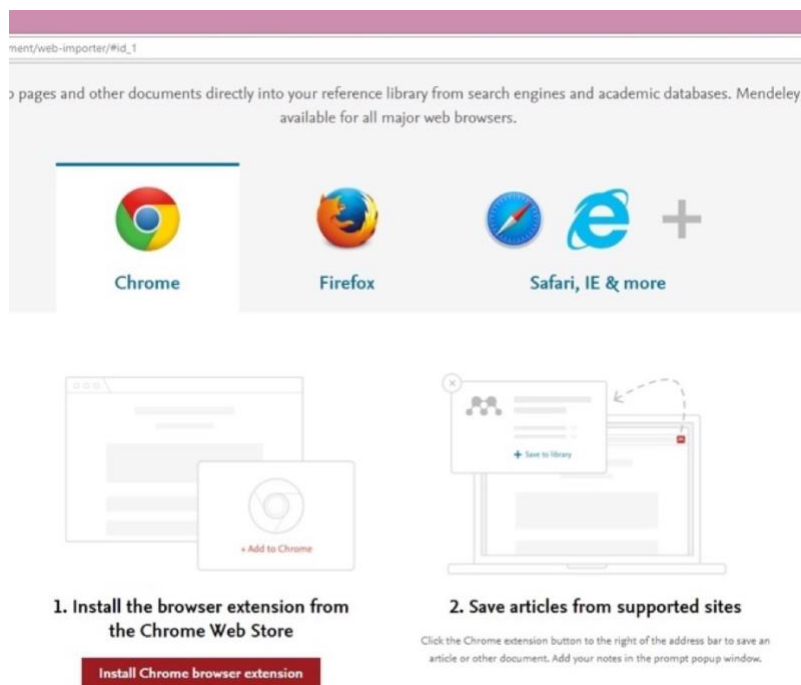 ment/web-importer/#id_1
pages and other documents directly into your reference library from search engines and academic databases. Mendeley
available for all major web browsers.
Chrome
Firefox
Safari, IE & more
+ Add to Chrome
+ Save to library
1. Install the browser extension from
the Chrome Web Store
Install Chrome browser extension
2. Save articles from supported sites
Click the Chrome extension button to the right of the address bar to save an
article or other document. Add your notes in the prompt popup window.